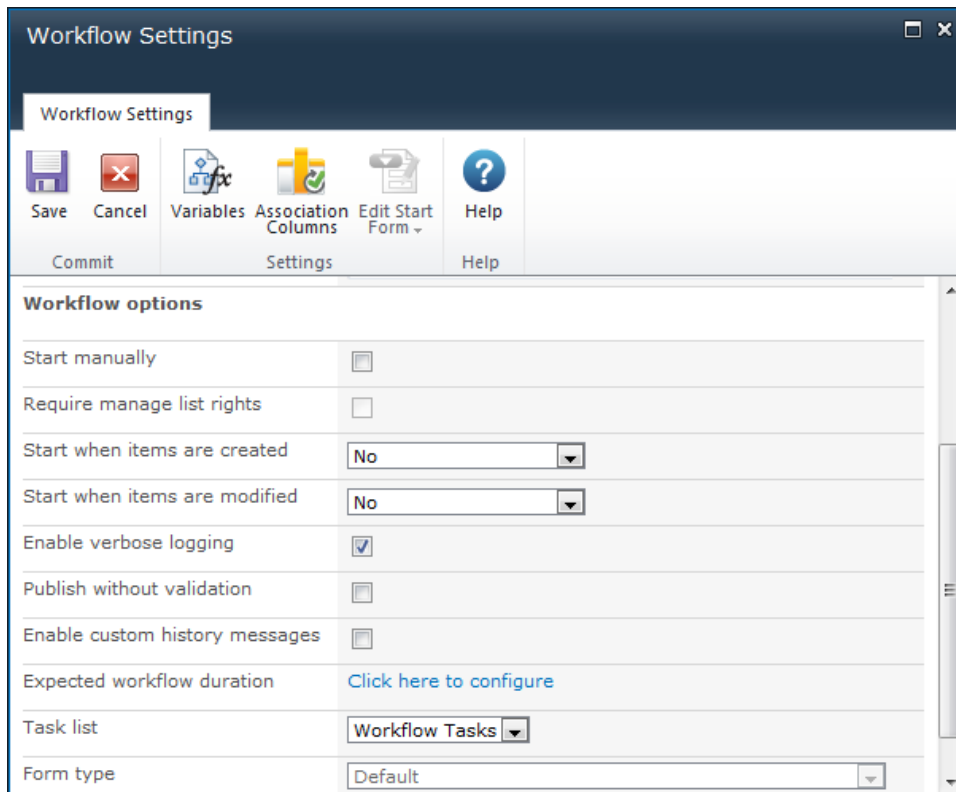 Workflow Settings
Workflow Settings
Save
Cancel
Variables
Association
Columns
Edit Start
Form
Help
Commit
Settings
Help
Workflow options
Start manually
Require manage list rights
Start when items are created
No
Start when items are modified
No
Enable verbose logging
Publish without validation
Enable custom history messages
Expected workflow duration
Click here to configure
Task list
Workflow Tasks
Form type
Default